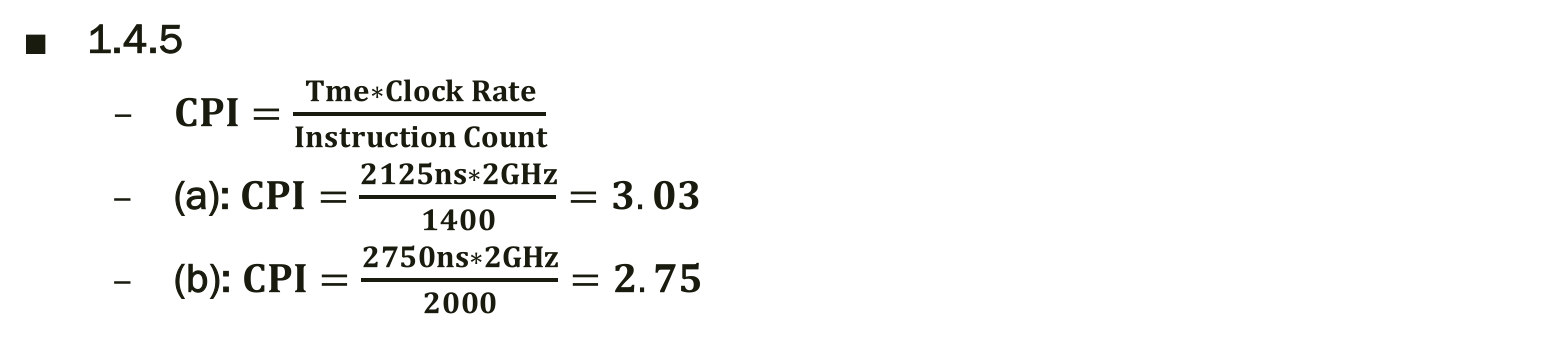 ■ 1.4.5
– CPI = Tme*Clock Rate / Instruction Count
– (a): CPI = 2125ns*2GHz / 1400 = 3.03
– (b): CPI = 2750ns*2GHz / 2000 = 2.75